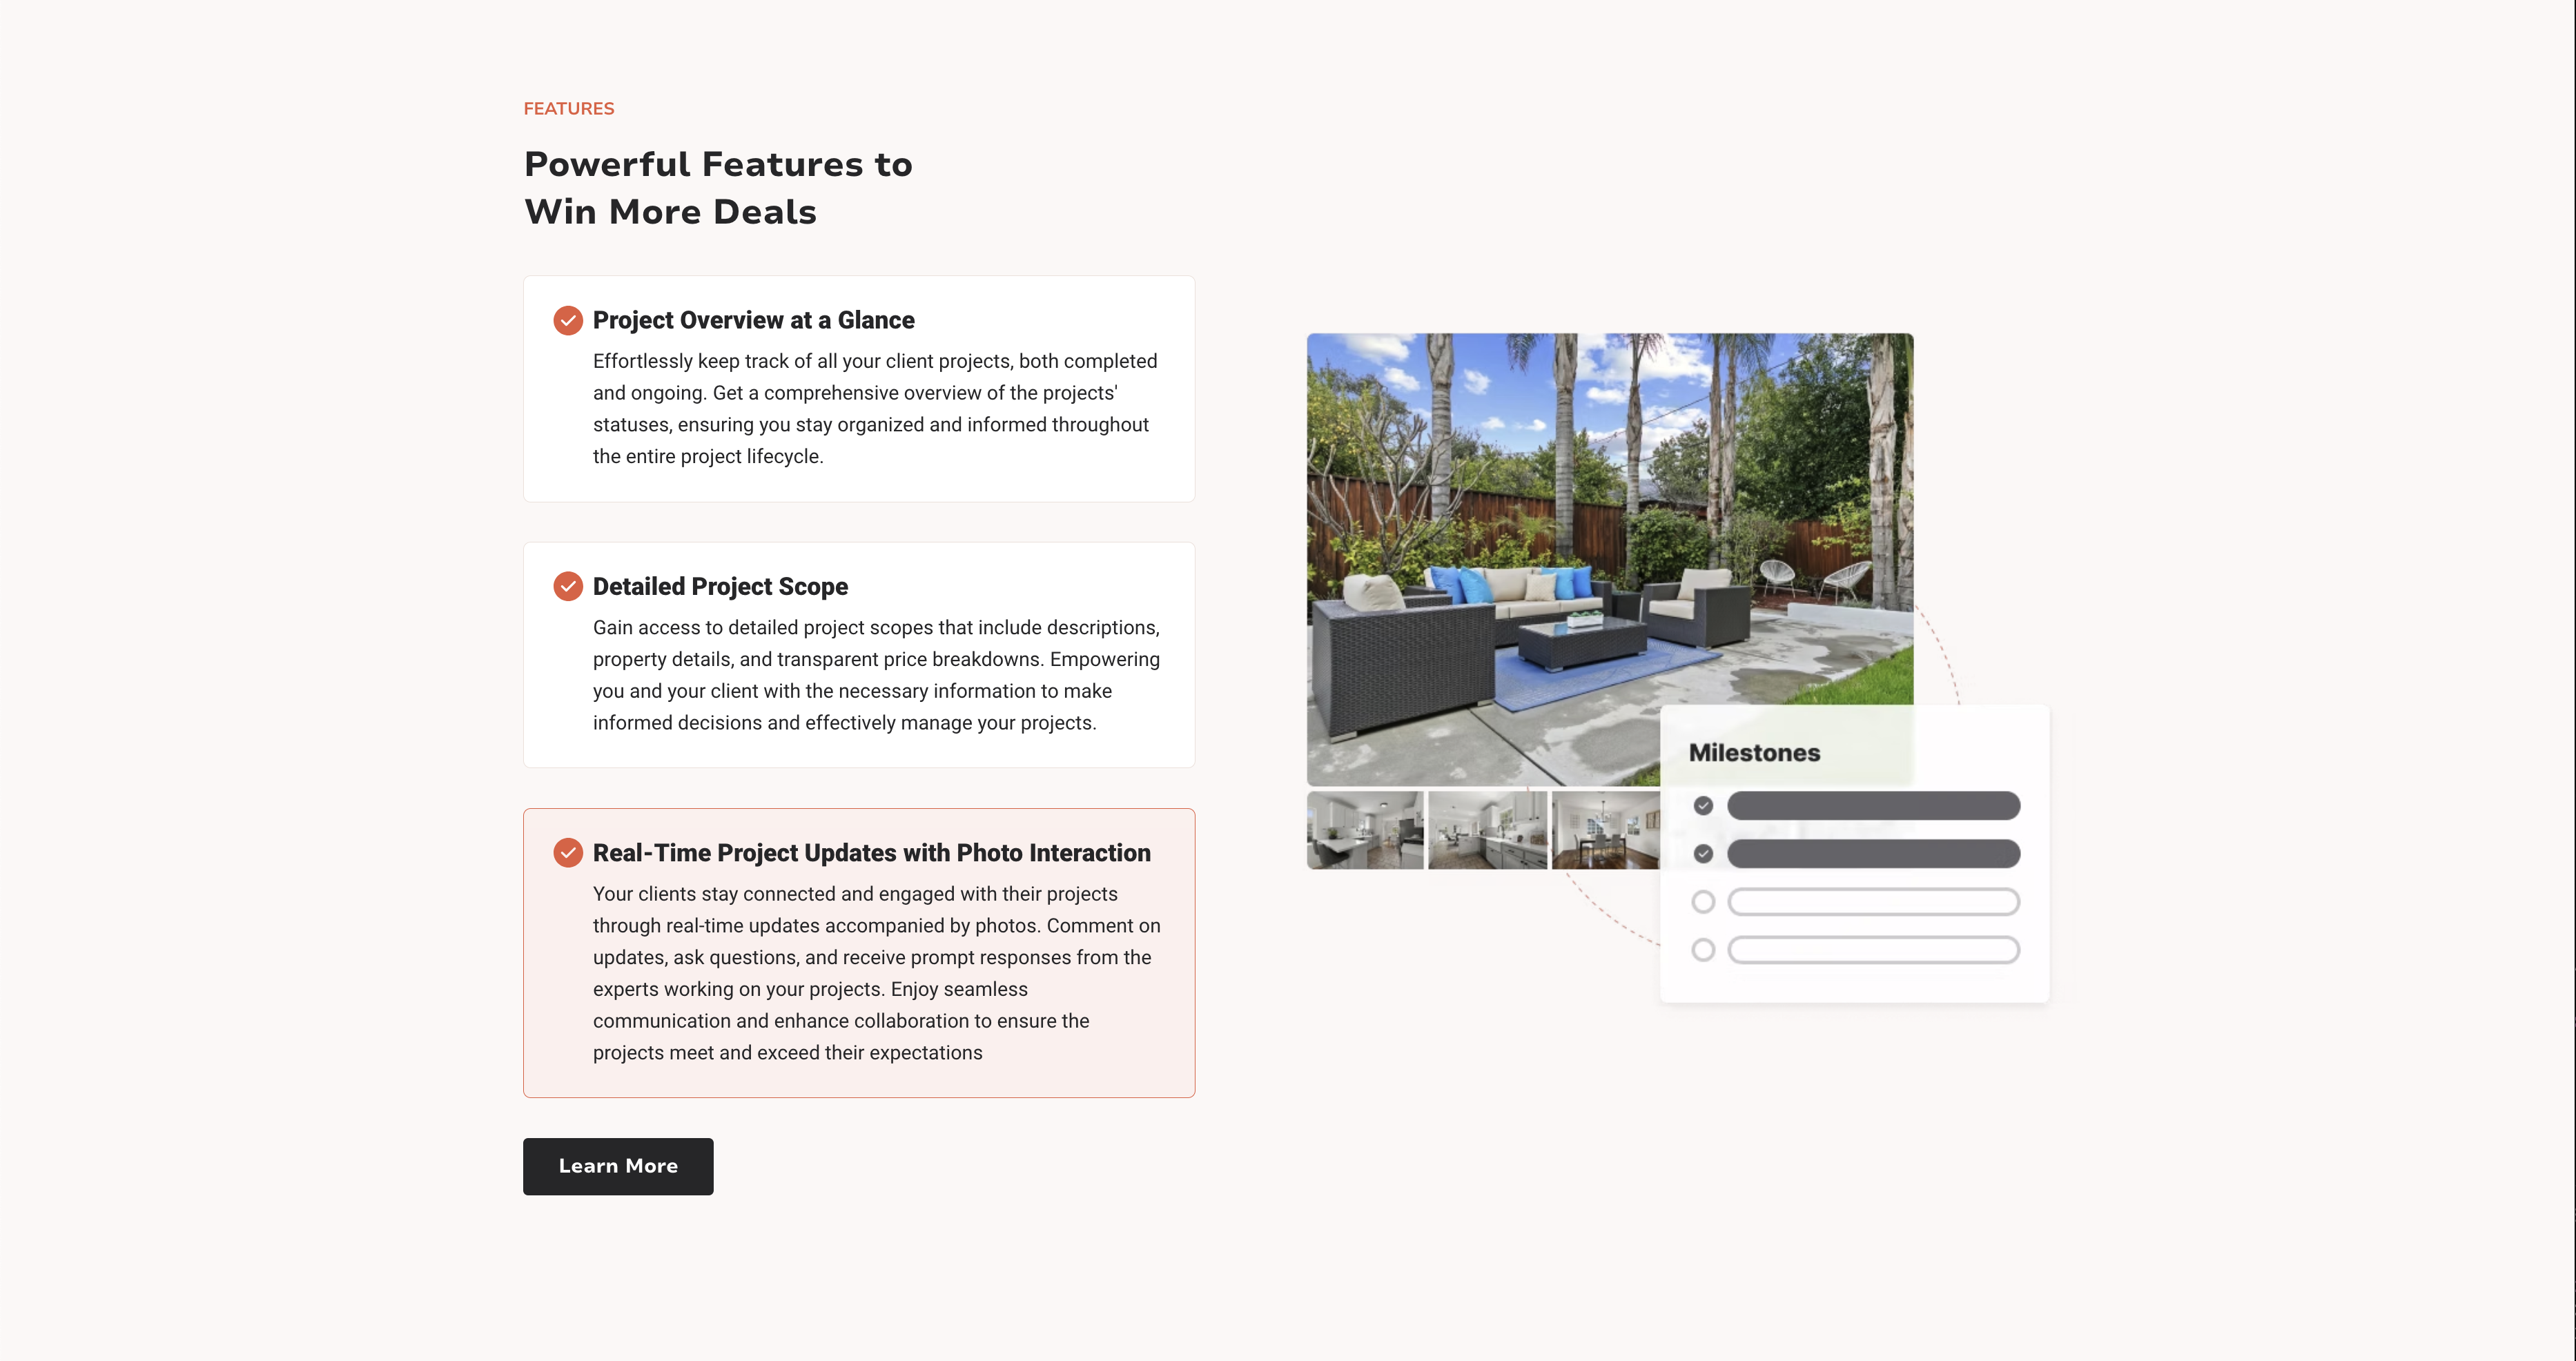 FEATURES
Powerful Features to
Win More Deals
Project Overview at a Glance
Effortlessly keep track of all your client projects, both completed
and ongoing. Get a comprehensive overview of the projects'
statuses, ensuring you stay organized and informed throughout
the entire project lifecycle.
Detailed Project Scope
Gain access to detailed project scopes that include descriptions,
property details, and transparent price breakdowns. Empowering
you and your client with the necessary information to make
informed decisions and effectively manage your projects.
Real-Time Project Updates with Photo Interaction
Your clients stay connected and engaged with their projects
through real-time updates accompanied by photos. Comment on
updates, ask questions, and receive prompt responses from the
experts working on your projects. Enjoy seamless
communication and enhance collaboration to ensure the
projects meet and exceed their expectations
Learn More
Milestones